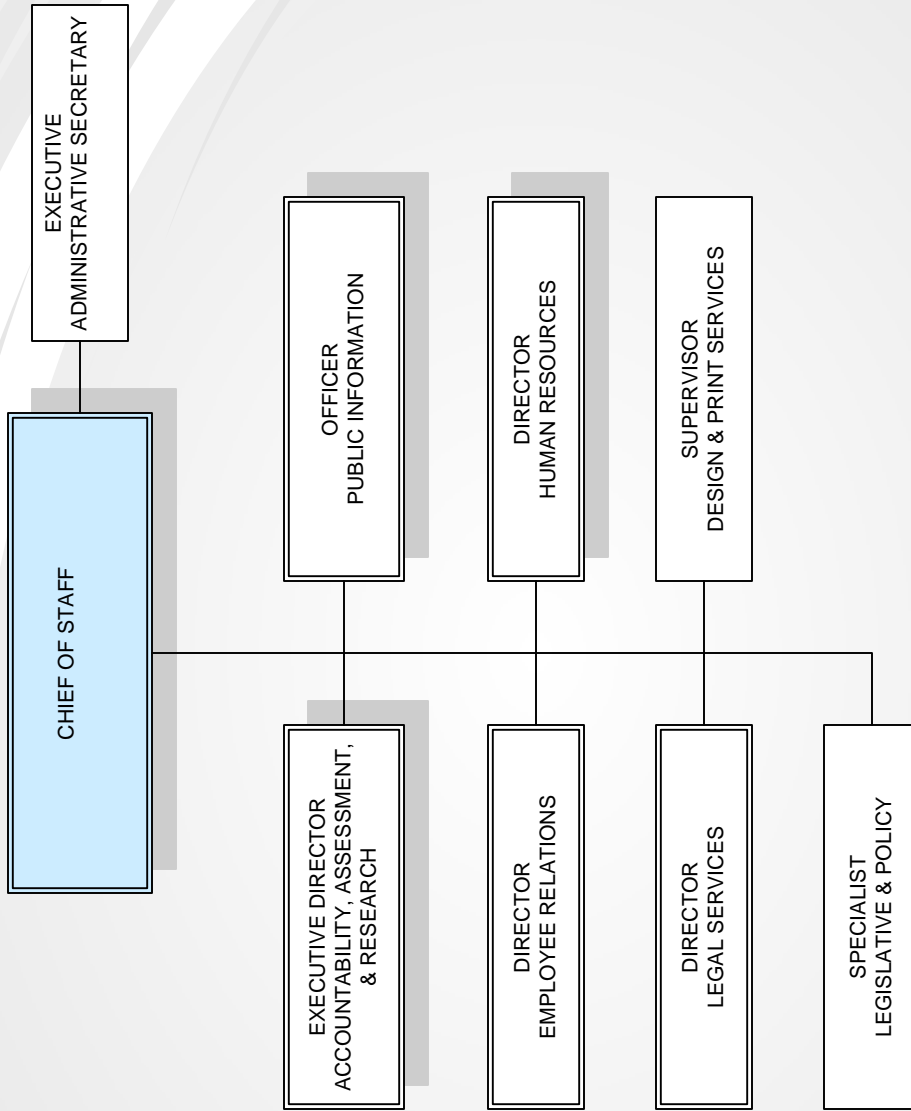 CHIEF OF STAFF
EXECUTIVE
ADMINISTRATIVE SECRETARY
EXECUTIVE DIRECTOR
ACCOUNTABILITY, ASSESSMENT,
& RESEARCH
OFFICER
PUBLIC INFORMATION
DIRECTOR
EMPLOYEE RELATIONS
DIRECTOR
HUMAN RESOURCES
DIRECTOR
LEGAL SERVICES
SUPERVISOR
DESIGN & PRINT SERVICES
SPECIALIST
LEGISLATIVE & POLICY